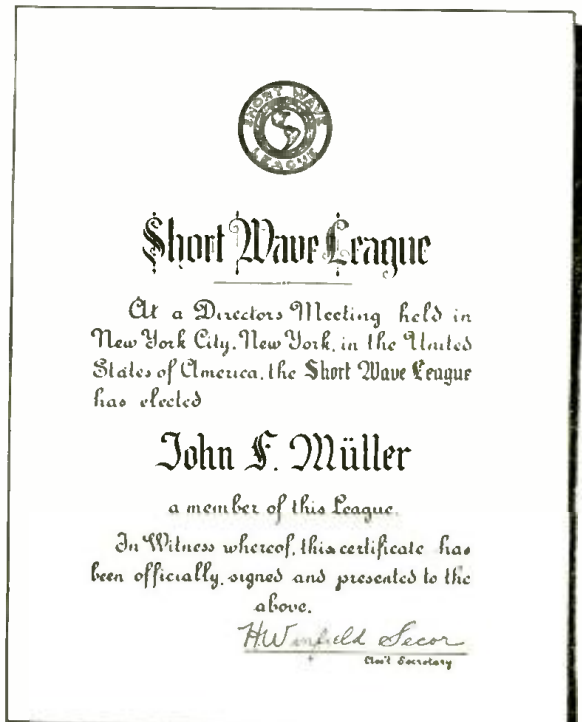 SHORT WAVE
LEAGUE
Short Wave League
At a Directors Meeting held in
New York City, New York, in the United
States of America, the Short Wave League
has elected
John F. Müller
a member of this League.
In Witness whereof, this certificate has
been officially, signed and presented to the
above.
H Winfield Secor
Ass't Secretary